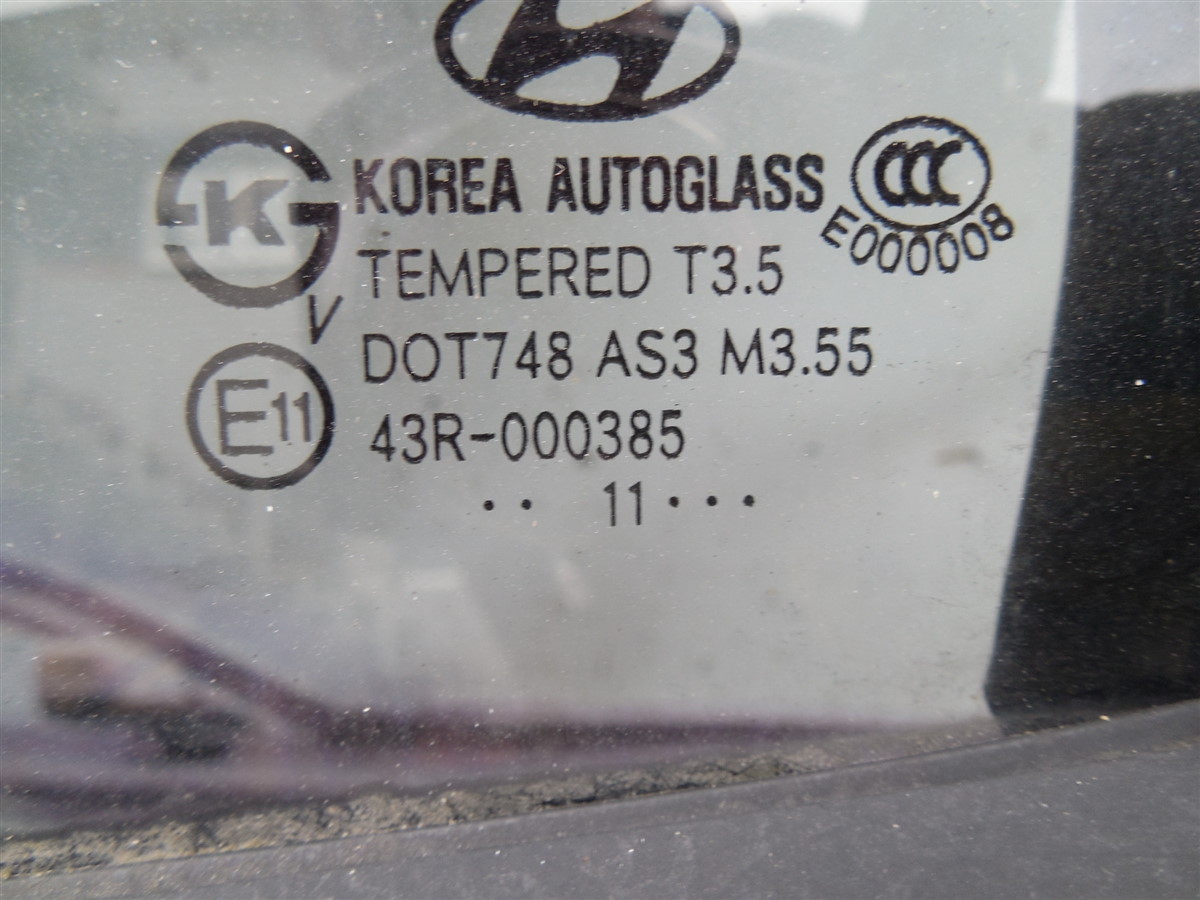 K KOREA AUTOGLASS CCC
E000008
TEMPERED T3.5
V
DOT748 AS3 M3.55
E11 43R-000385
•• 11•••